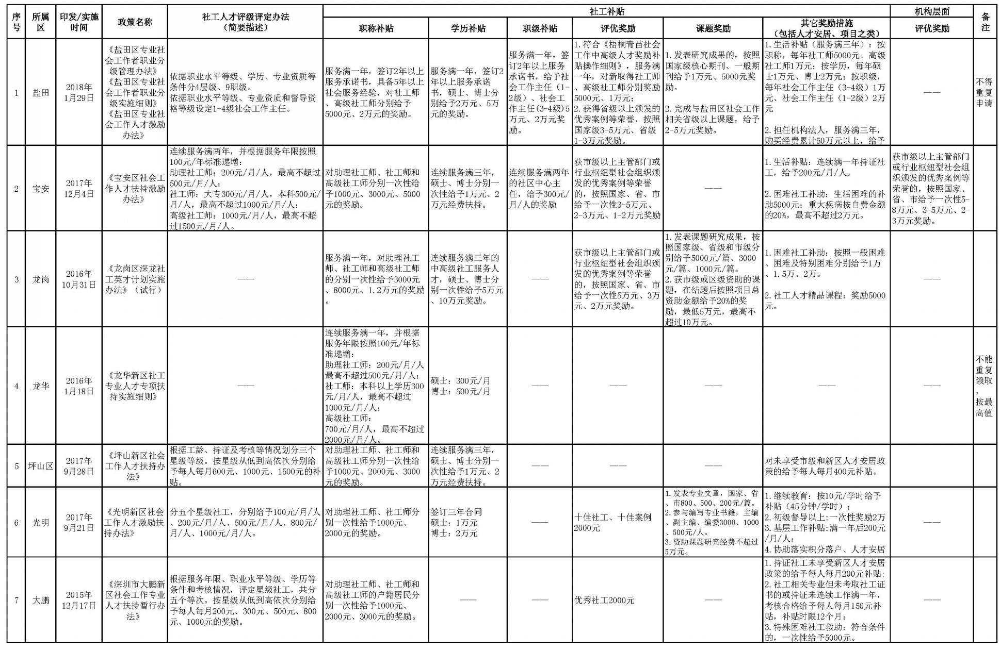 序号
所属区
印发/实施时间
政策名称
社工人才评级评定办法
（简要描述）
社工补贴
机构层面
备注
职称补贴
学历补贴
职级补贴
评优奖励
课题奖励
其它奖励措施
（包括人才安居、项目之类）
评优奖励
1
盐田
2018年
1月29日
《盐田区专业社
会工作者职业分
级管理办法》
《盐田区专业社
会工作者职业分
级实施细则》
《盐田区专业社
会工作人才激励
办法》
依据职业水平等级、学历、专业资质等
条件分4层级、9职级。
依据职业水平等级、专业资质和督导资
格等级设定1-4级社会工作主任。
服务满一年，签订2年以上
服务承诺书，具备5年以上
社会服务经验，对社工师
、高级社工师分别给予
5000元、2万元的奖励。
服务满一年，签订2
年以上服务承诺
书，硕士、博士分
别给予2万元、5万
元的奖励。
服务满一年，签
订2年以上服务
承诺书，给予社
会工作主任（1-
2级）、社会工
作主任(3-4级)5
万元、2万元奖
励。
1.符合《梧桐青苗社会
工作中高级人才奖励补
贴操作细则》，服务满
一年，对新取得社工师
、高级社工师分别奖励
5000元、1万元；
2.获得省级以上颁发的
优秀案例等荣誉，按照
国家级3-5万元、省级
1-3万元奖励。
1.发表研究成果的，按照
国家级核心期刊、一般期
刊给予1万元、5000元奖
励。
2.完成与盐田区社会工作
相关省级以上课题，给予
2-5万元奖励。
1.生活补贴（服务满三年）：按
职称，每年社工师5000元、高级
社工师1万元；按学历，每年硕
士1万元、博士2万元；按职级，
每年社会工作主任（3-4级）1万
元、社会工作主任（1-2级）2万
元
2.担任机构法人，服务满三年，
购买经费累计50万元以上，给予
——
不得
重复
申请
2
宝安
2017年
12月4日
《宝安区社会工
作人才扶持激励
办法》
连续服务满两年，并根据服务年限按照
100元/年标准递增：
助理社工师：200元/月/人，最高不超过
500元/月/人；
社工师：大专300元/月/人，本科500元/
月/人，最高不超过1000元/月/人；
高级社工师：1000元/月/人，最高不超
过1500元/月/人。
对助理社工师、社工师和
高级社工师分别一次性给
予1000元、3000元、5000
元的奖励。
连续服务满三年，
硕士、博士分别一
次性给予1万元、2
万元经费扶持。
连续服务满两年
的社区中心主
任，给予300元/
月/人的奖励
获市级以上主管部门或
行业枢纽型社会组织颁
发的优秀案例等荣誉
的，按照国家、省、市
给予一次性3-5万元、
2-3万元、1-2万元奖励
——
1.生活补贴：连续满一年持证社
工，给予200元/月/人。
2.困难社工补助：生活困难的补
助5000元；重大疾病按自费金额
的20%，最高不超过2万元。
获市级以上主管部门
或行业枢纽型社会组
织颁发的优秀案例等
荣誉的，按照国家、
省、市给予一次性5-
8万元、3-5万元、2-
3万元奖励。
3
龙岗
2016年
10月31日
《龙岗区深龙社
工英才计划实施
办法》（试行）
——
服务满一年，对助理社工
师、社工师和高级社工师
的分别一次性给予3000元
、8000元、1.2万元的奖励
。
连续服务满三年的
中高级社工服务人
才，硕士、博士分
别一次性给予5万元
、10万元奖励。
——
获市级以上主管部门或
行业枢纽型社会组织颁
发的优秀案例等荣誉
的，按照国家、省、市
给予一次性5万元、3万
元、2万元奖励。
1.发表课题研究成果，按
照国家级、省级和市级分
别给予5000元/篇、3000
元/篇、1000元/篇。
2.获市级或区级资助的课
题，在结题后按照项目总
资助金额给予20%的奖
励，最低5万元，最高不
超过10万元。
1.困难社工补助：按照一般困难
、困难及特别困难分别给予1万
、1.5万、2万。
2.社工人才精品课程：奖励5000
元。
——
4
龙华
2016年
1月18日
《龙华新区社工
专业人才专项扶
持实施细则》
——
连续服务满一年，并根据
服务年限按照100元/年标
准递增：
助理社工师：200元/月/人
最高不超过500元/月/人；
社工师：本科以上学历300
元/月/人，最高不超过
1000元/月/人；
高级社工师：
700元/月/人，最高不超过
2000元/月/人。
硕士：300元/月
博士：500元/月
——
——
——
——
——
不能
重复
领取
，
按最
高值
5
坪山区
2017年
9月28日
《坪山新区社会
工作人才扶持办
法》
根据工龄、持证及考核等情况划分三个
星级等级。按星级从低到高依次分别给
予每人每月600元、1000元、1500元的补
贴。
对助理社工师、社工师和
高级社工师分别一次性给
予1000元、2000元、3000
元的奖励。
连续服务满三年，
硕士、博士分别一
次性给予1万元、2
万元经费扶持。
——
——
——
对未享受市级和新区人才安居政
策的给予每人每月400元补贴。
——
6
光明
2017年
9月21日
《光明新区社会
工作人才激励扶
持办法》
分五个星级社工，分别给予100元/月/人
、200元/月/人、500元/月/人、800元/
月/人、1000元/月/人。
对助理社工师、社工师分
别一次性给予1000元、
2000元的奖励。
签订三年合同
硕士：1万元
博士：2万元
——
十佳社工、十佳案例
2000元
1.发表专业文章，国家、省
、市800、500、200元/篇。
2.参与编写专业书籍，主编
、副主编、编委3000、1000
、500元/人。
3.资助课题研究经费不超过
5万元。
1.继续教育：按10元/学时给予
补贴（45分钟/学时）；
2.初级督导以上:一次性奖励2万
3.基层工作补贴:满一年后200元
/月/人；
4.协助落实积分落户、人才安居
——
7
大鹏
2015年
12月17日
《深圳市大鹏新
区社会工作专业
人才扶持暂行办
法》
根据服务年限、职业水平等级、学历等
条件和考核情况，评定星级社工，共分
五个等次。按星级从低到高依次分别给
予每人每月200元、300元、500元、800
元、1000元的奖励。
对助理社工师、社工师和
高级社工师的户籍居民分
别一次性给予1000元、
2000元、3000元的奖励。
——
——
优秀社工2000元
——
1.持证社工未享受新区人才安居
政策的给予每人每月200元补贴；
2.社工相关专业但未考取社工证
书的或持证未连续工作满一年，
考核合格给予每人每月150元补
贴，补贴时限12个月；
3.特殊困难社工救助：符合条件
的，一次性给予5000元。
——